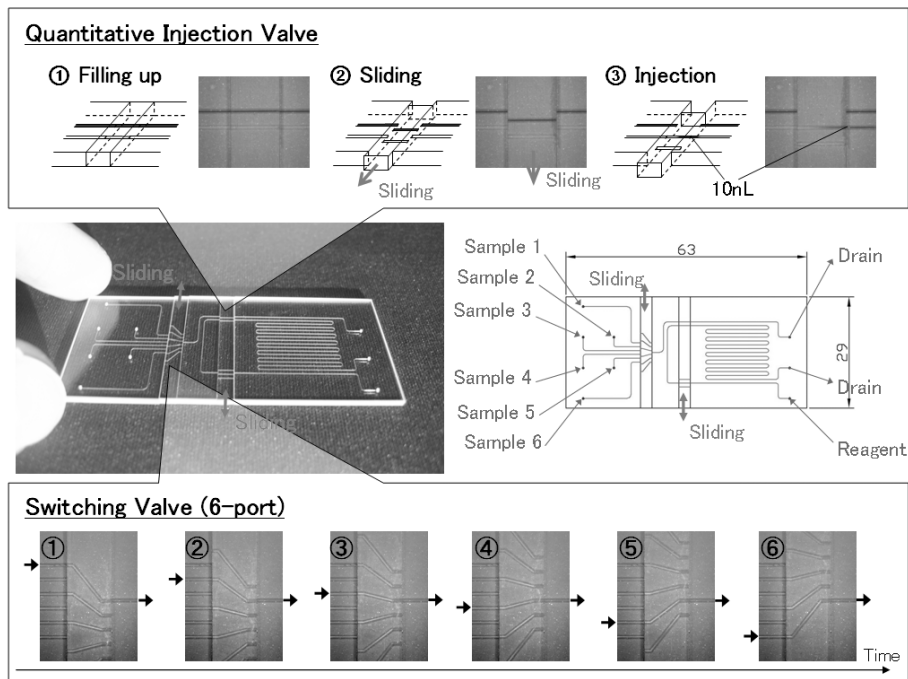 Quantitative Injection Valve
① Filling up
② Sliding
③ Injection
Sliding
Sliding
10nL
Sliding
Sliding
Sample 1
Sample 2
Sample 3
Sample 4
Sample 5
Sample 6
63
Sliding
29
Sliding
Drain
Drain
Reagent
Switching Valve (6-port)
① ② ③ ④ ⑤ ⑥
Time